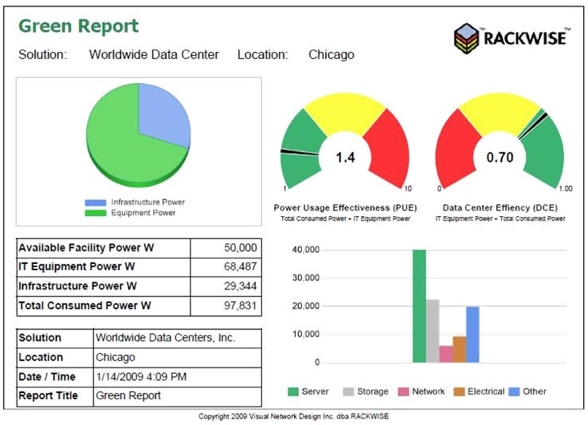 Green Report
Solution: Worldwide Data Center Location: Chicago
RACKWISE™
Infrastructure Power
Equipment Power
1.4
1 10
Power Usage Effectiveness (PUE)
Total Consumed Power ÷ IT Equipment Power
0.70
0 1.00
Data Center Effiency (DCE)
IT Equipment Power ÷ Total Consumed Power
Available Facility Power W 50,000
IT Equipment Power W 68,487
Infrastructure Power W 29,344
Total Consumed Power W 97,831
Solution Worldwide Data Centers, Inc.
Location Chicago
Date / Time 1/14/2009 4:09 PM
Report Title Green Report
40,000
30,000
20,000
10,000
0
Server Storage Network Electrical Other
Copyright 2009 Visual Network Design Inc. dba RACKWISE